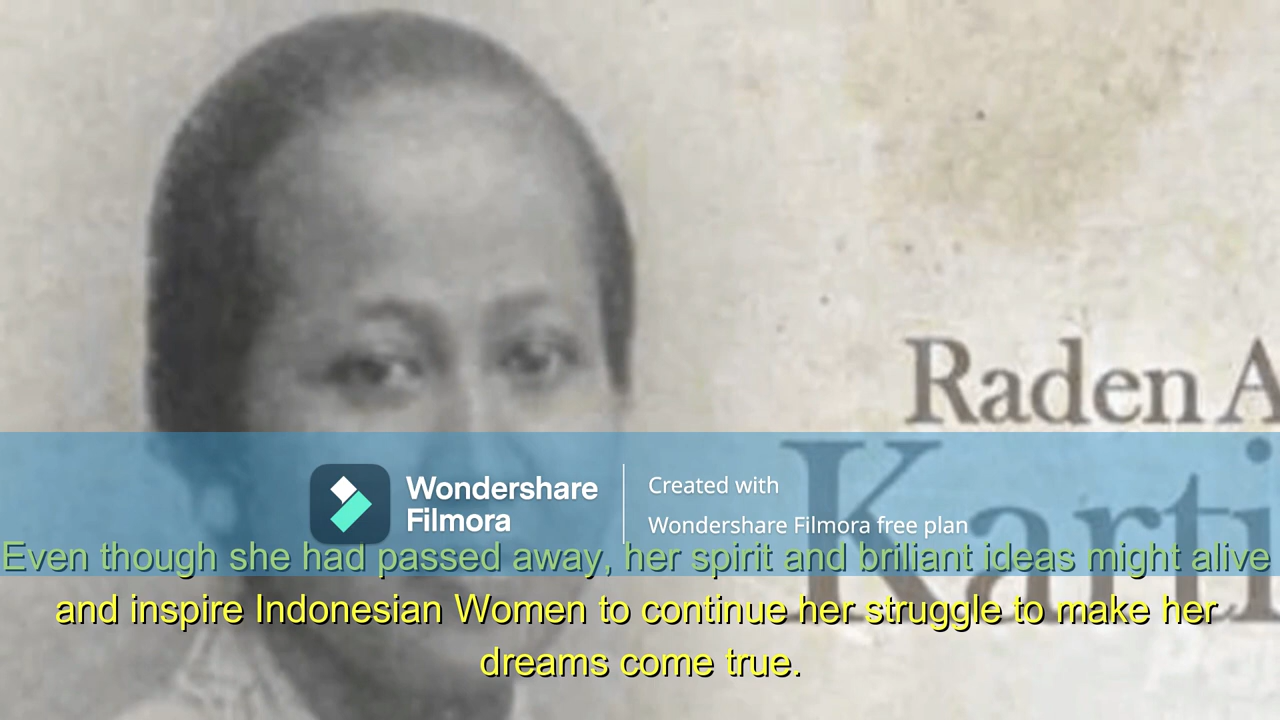 Raden A
Karti
Wondershare
Filmora
Created with
Wondershare Filmora free plan
Even though she had passed away, her spirit and briliant ideas might alive
and inspire Indonesian Women to continue her struggle to make her
dreams come true.